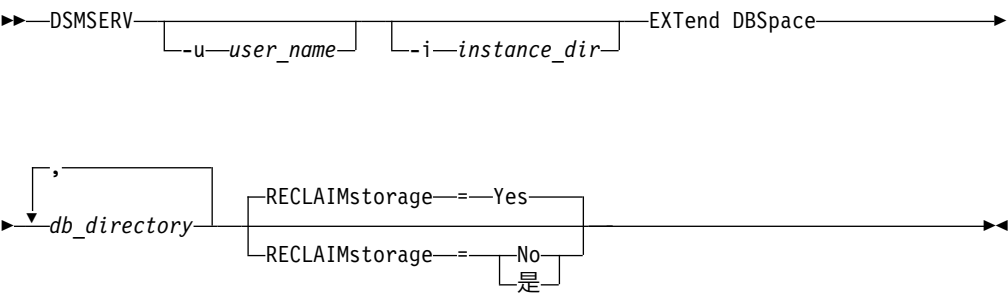 DSMSERV -u user_name -i instance_dir EXTend DBSpace
,
db_directory RECLAIMstorage = Yes
RECLAIMstorage = No
是